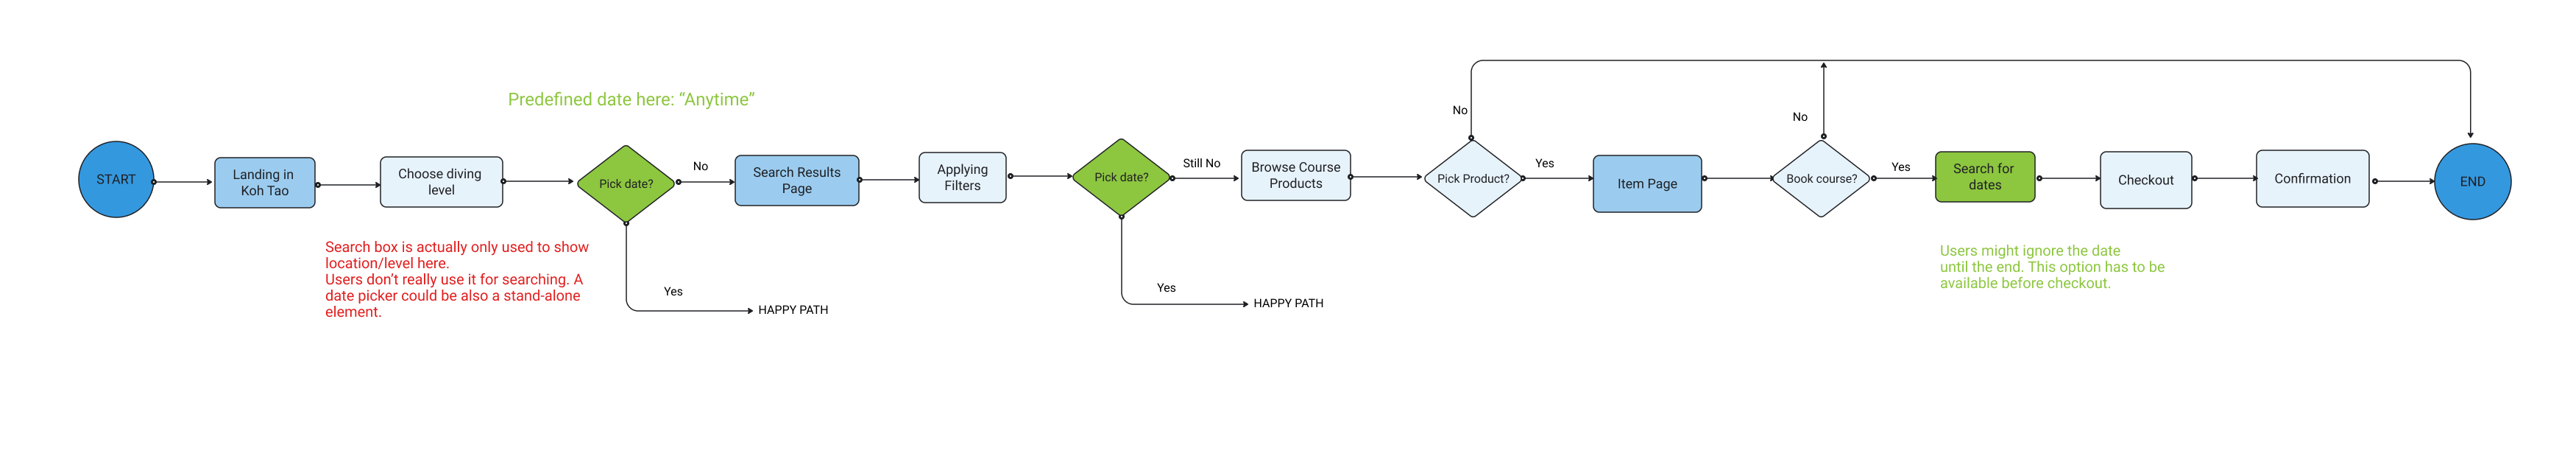 Predefined date here: “Anytime”
START
Landing in
Koh Tao
Choose diving
level
Pick date?
No
Search Results
Page
Applying
Filters
Pick date?
Still No
Browse Course
Products
Pick Product?
No
Yes
Item Page
Book course?
No
Yes
Search for
dates
Checkout
Confirmation
END
Search box is actually only used to show
location/level here.
Users don’t really use it for searching. A
date picker could be also a stand-alone
element.
Yes
HAPPY PATH
Yes
HAPPY PATH
Users might ignore the date
until the end. This option has to be
available before checkout.